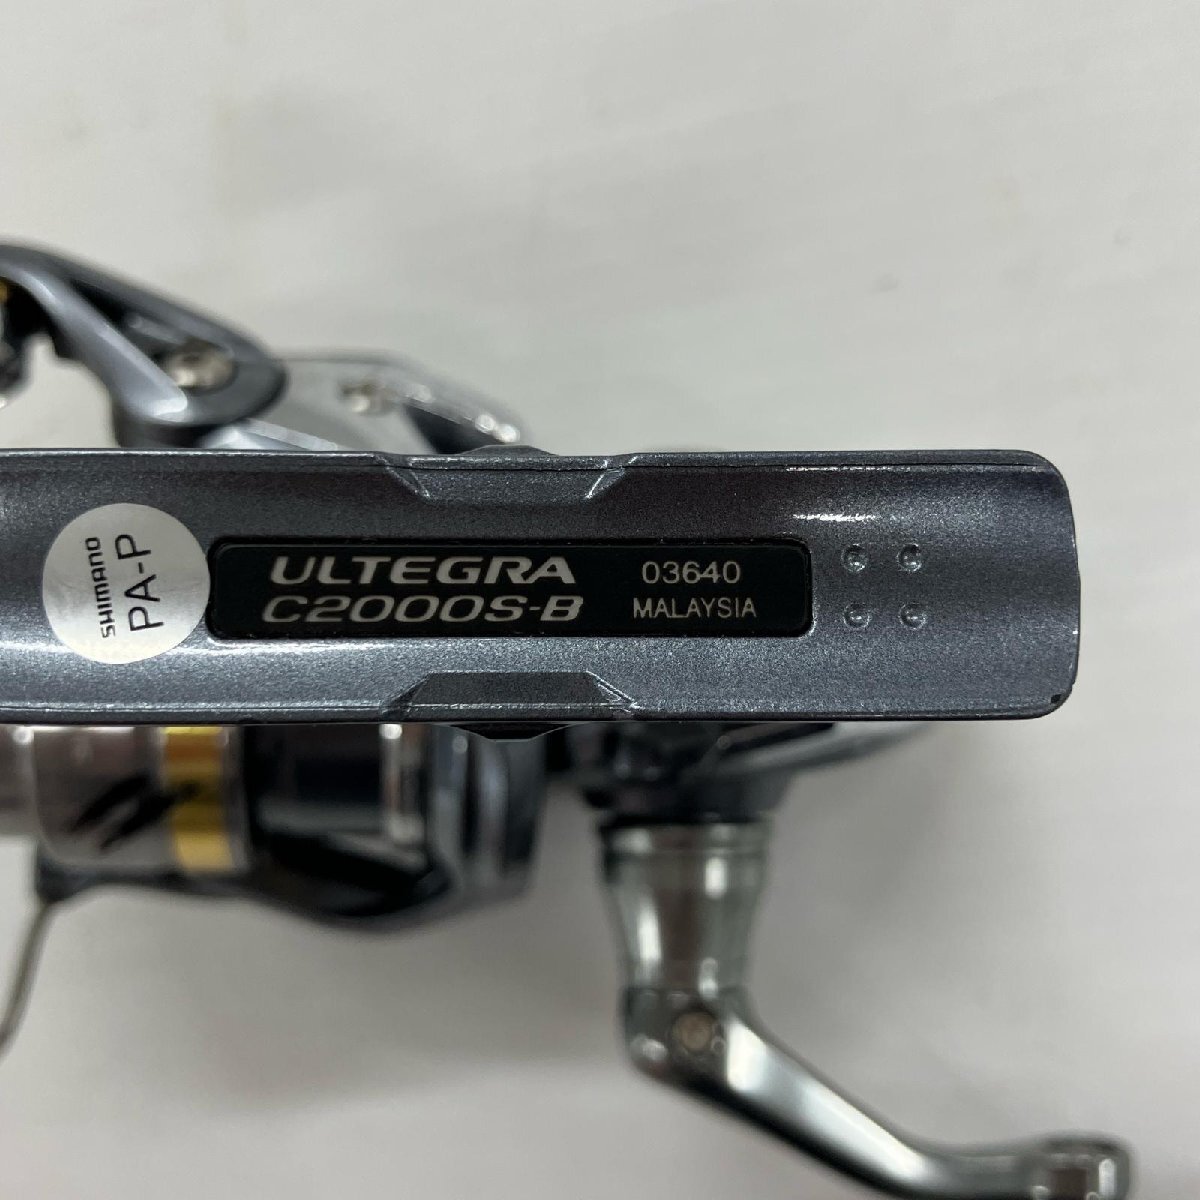 SHIMANO
PA-P
ULTEGRA
C2000S-B
03640
MALAYSIA